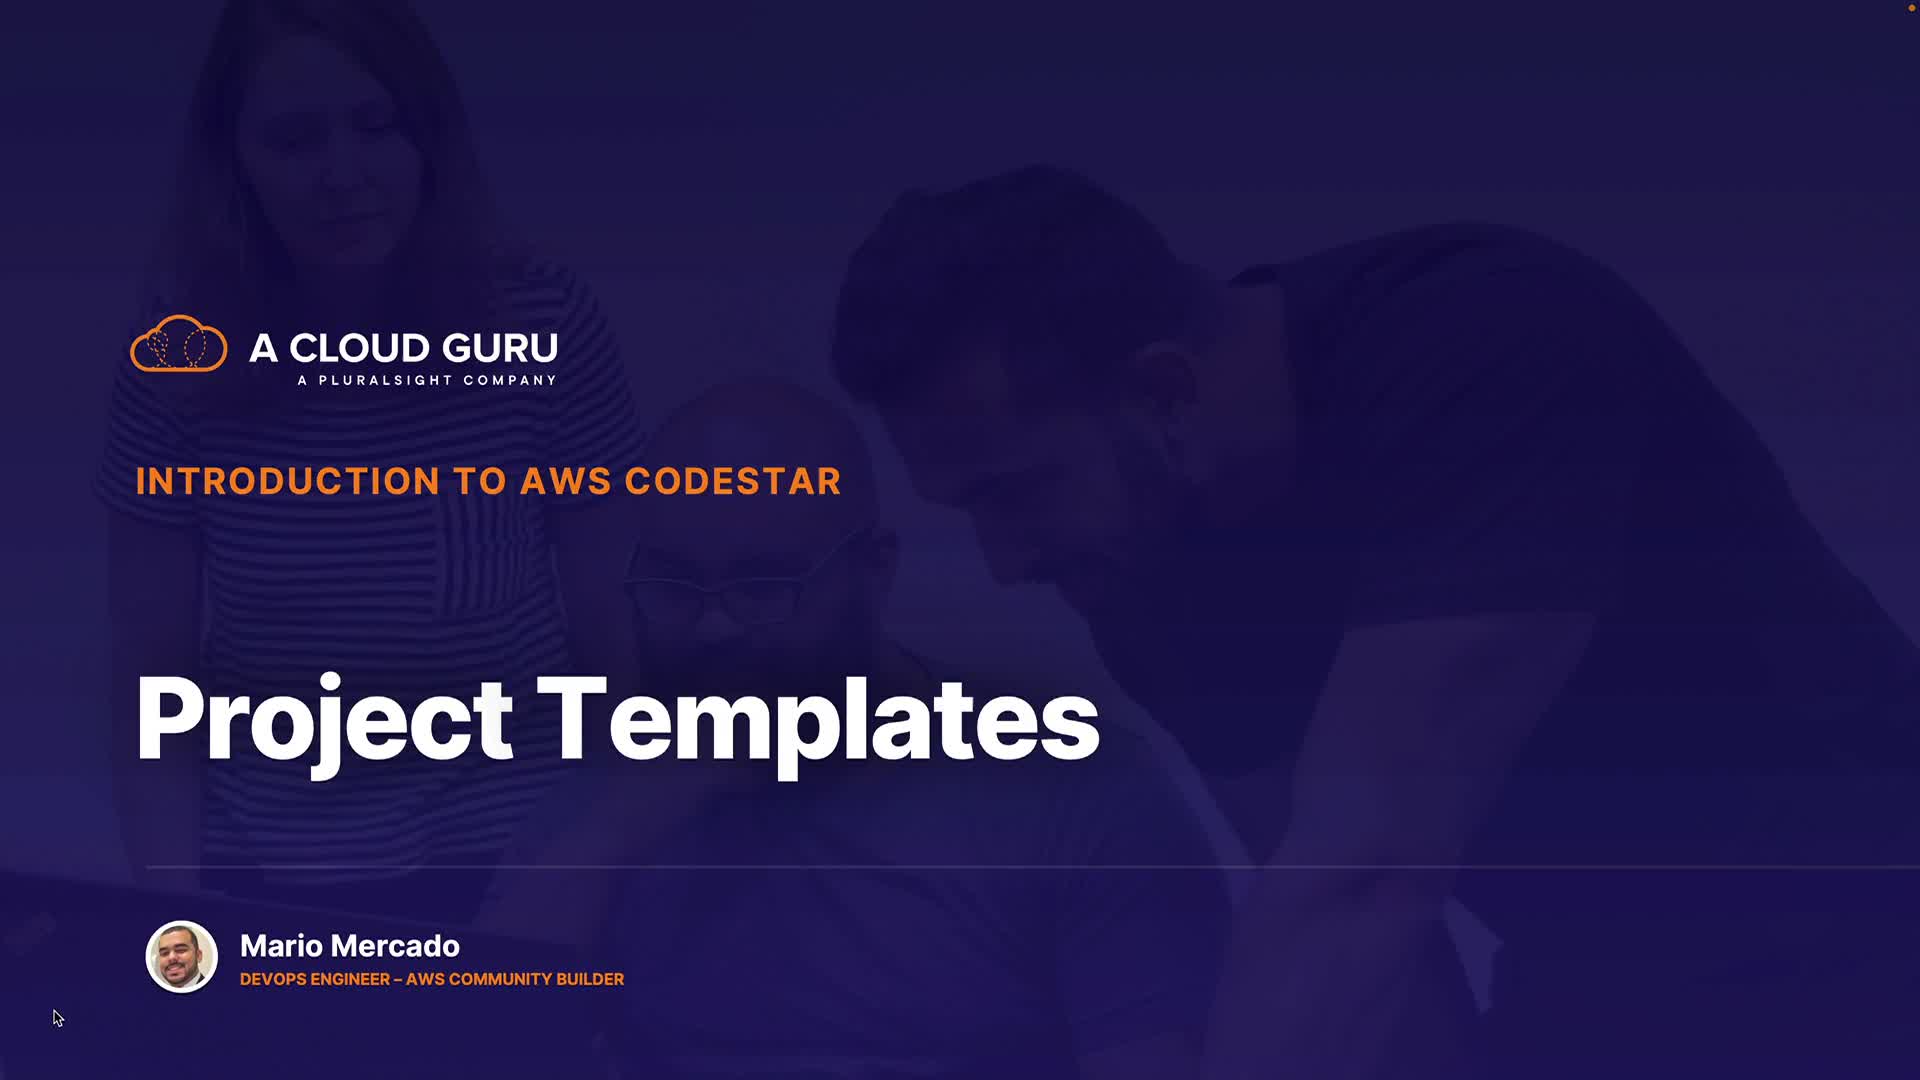 A CLOUD GURU
A PLURALSIGHT COMPANY
INTRODUCTION TO AWS CODESTAR
Project Templates
Mario Mercado
DEVOPS ENGINEER – AWS COMMUNITY BUILDER